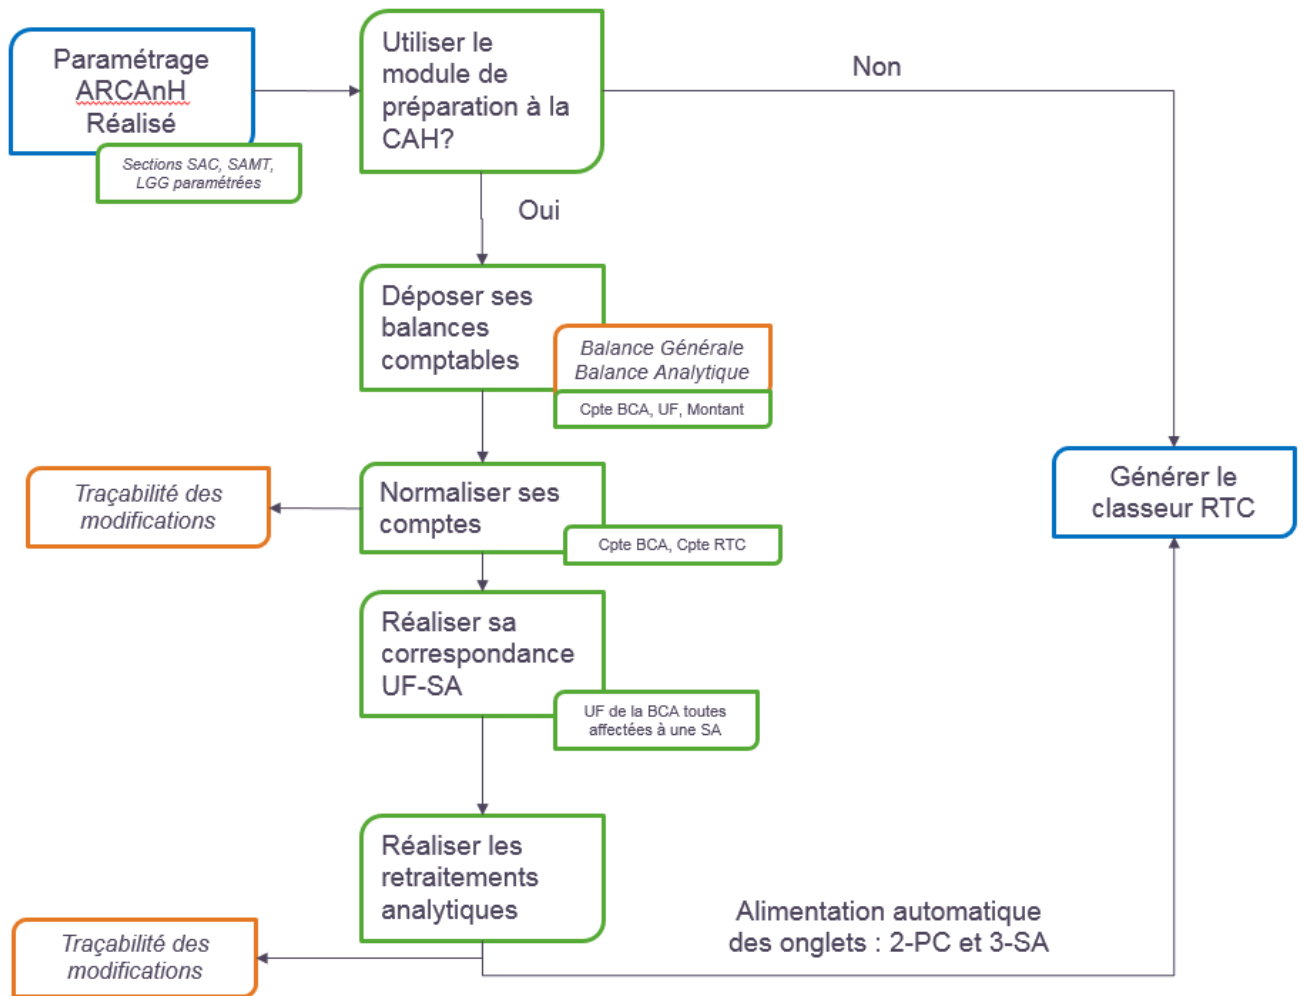 Paramétrage
ARCAnH
Réalisé
Sections SAC, SAMT,
LGG paramétrées
Utiliser le
module de
préparation à la
CAH?
Non
Oui
Déposer ses
balances
comptables
Balance Générale
Balance Analytique
Cpte BCA, UF, Montant
Traçabilité des
modifications
Normaliser ses
comptes
Cpte BCA, Cpte RTC
Générer le
classeur RTC
Réaliser sa
correspondance
UF-SA
UF de la BCA toutes
affectées à une SA
Réaliser les
retraitements
analytiques
Traçabilité des
modifications
Alimentation automatique
des onglets : 2-PC et 3-SA